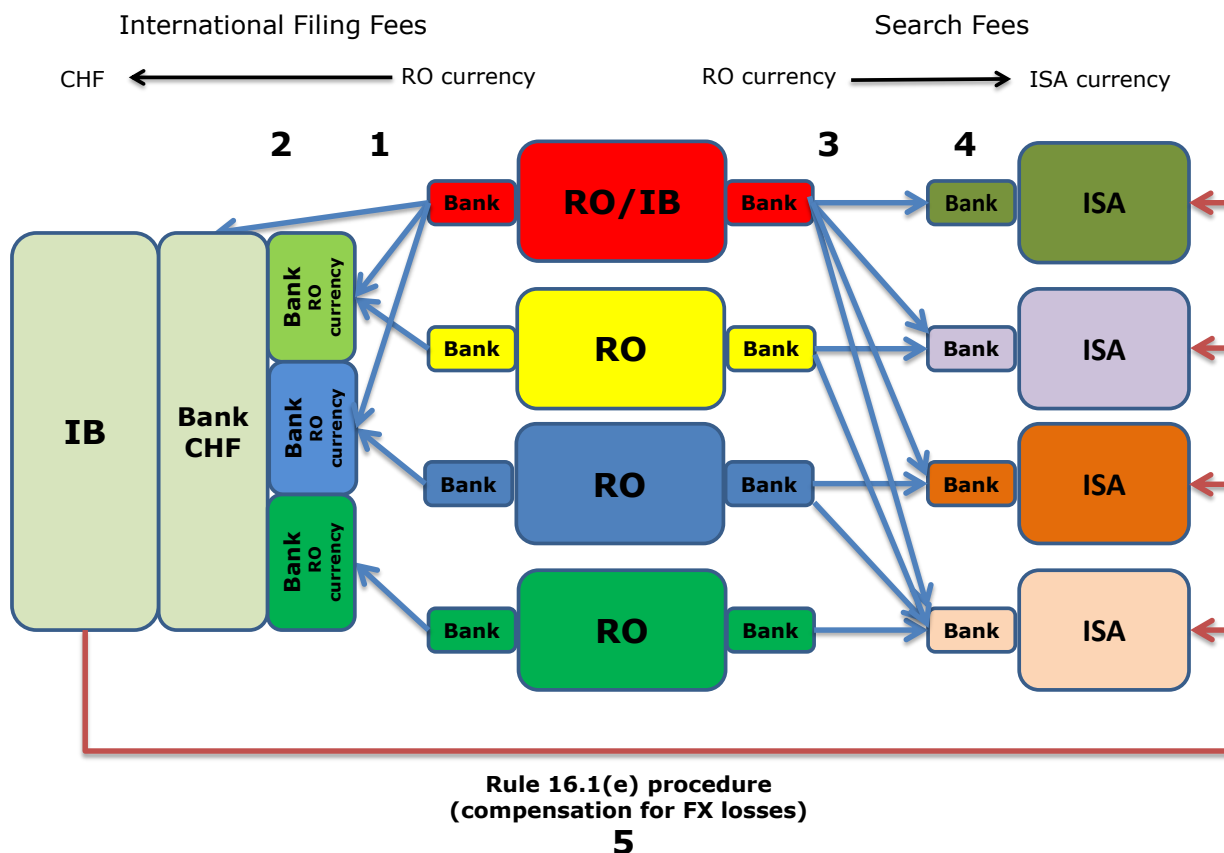 International Filing Fees
Search Fees
CHF
RO currency
RO currency
ISA currency
2
1
3
4
Bank
RO/IB
Bank
Bank
ISA
Bank
RO
currency
Bank
RO
Bank
Bank
ISA
IB
Bank
CHF
Bank
RO
currency
Bank
RO
Bank
Bank
ISA
Bank
RO
currency
Bank
RO
Bank
Bank
ISA
Rule 16.1(e) procedure
(compensation for FX losses)
5